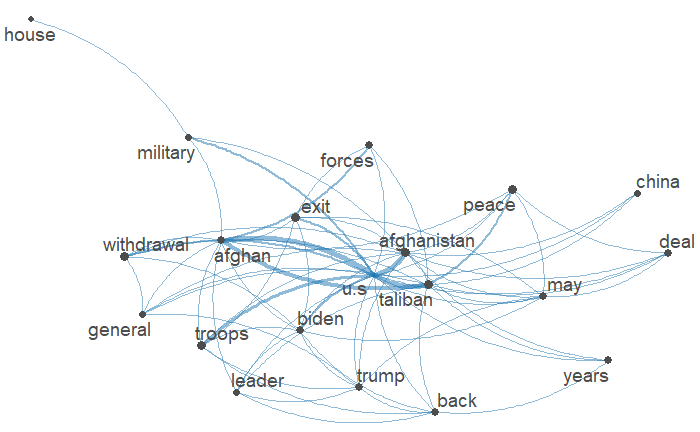 house
military
forces
china
peace
exit
afghanistan
deal
withdrawal
afghan
u.s
taliban
may
general
troops
biden
leader
trump
years
back